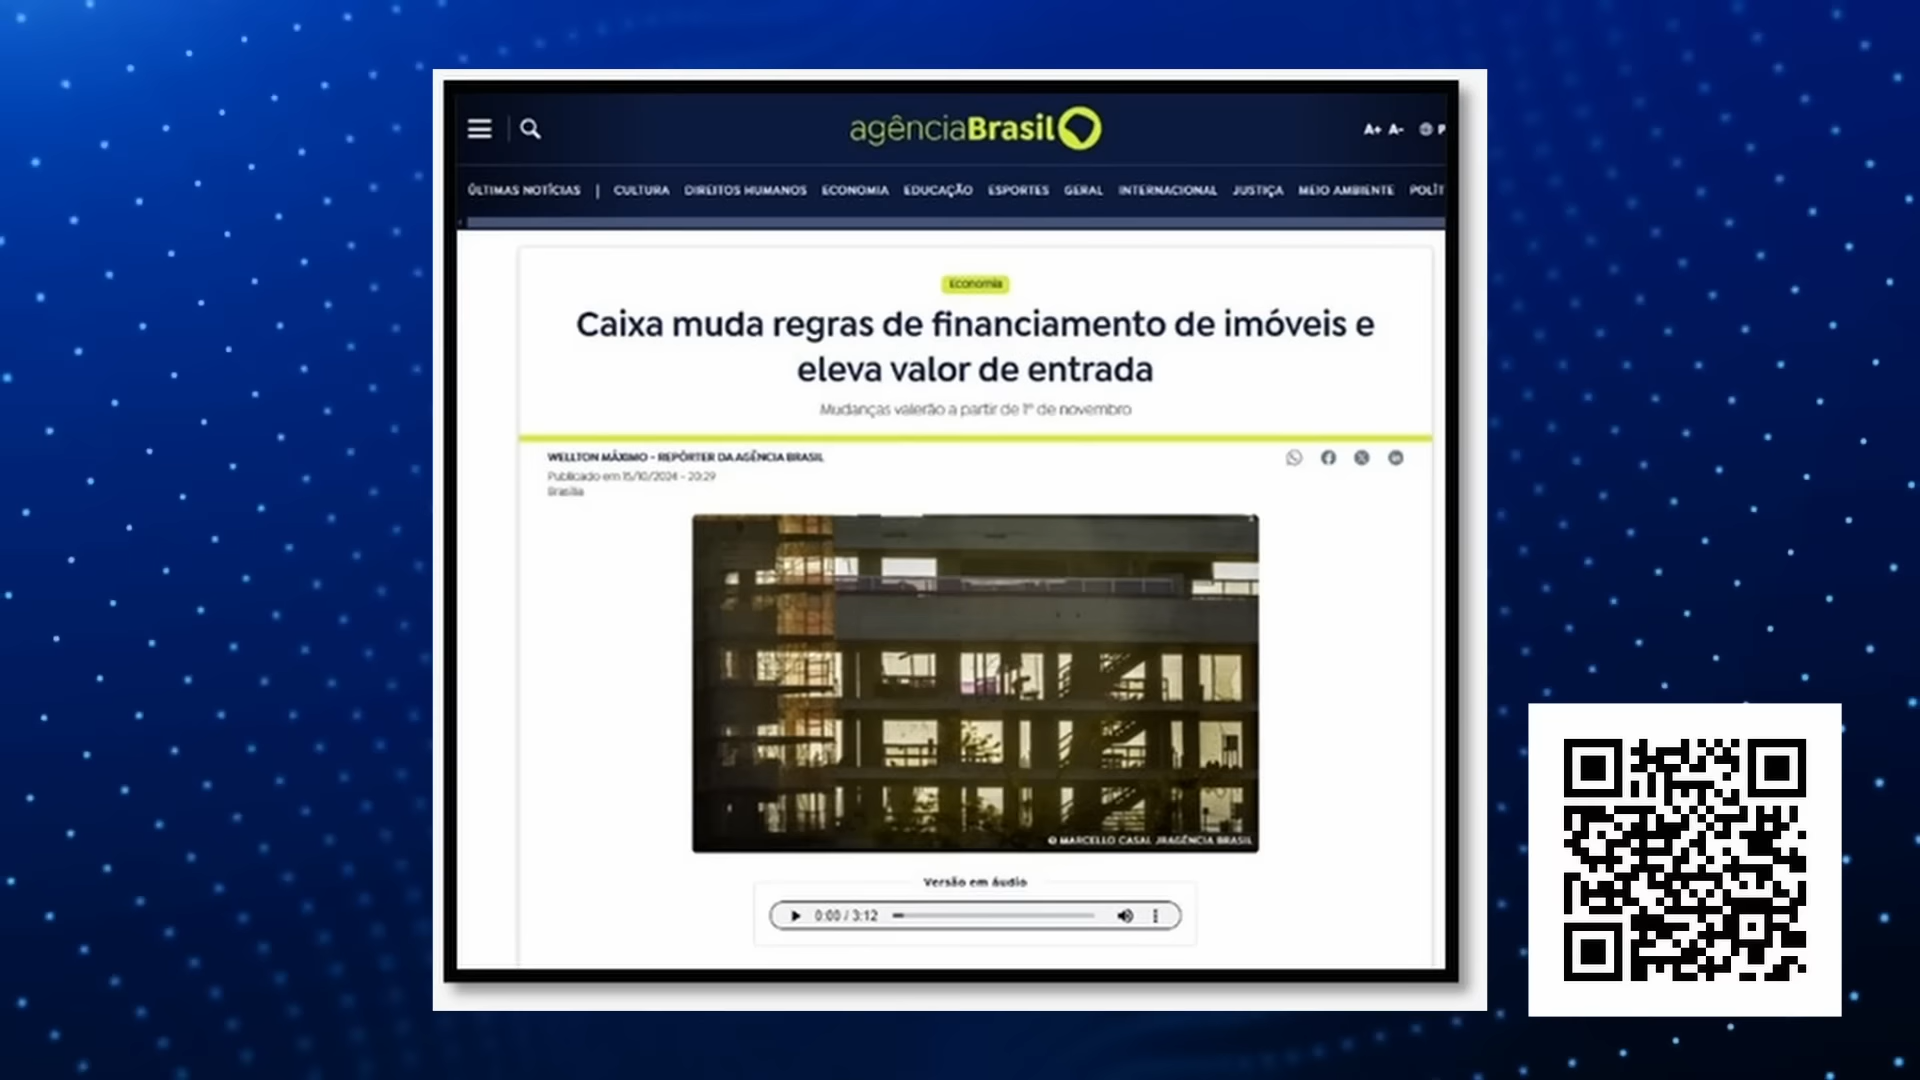 agênciaBrasil
A+ A-
ÚLTIMAS NOTÍCIAS | CULTURA DIREITOS HUMANOS ECONOMIA EDUCAÇÃO ESPORTES GERAL INTERNACIONAL JUSTIÇA MEIO AMBIENTE POLÍT
Economia
Caixa muda regras de financiamento de imóveis e
eleva valor de entrada
Mudanças valerão a partir de 1º de novembro
WELLTON MÁXIMO - REPÓRTER DA AGÊNCIA BRASIL
Publicado em 15/10/2024 - 20:29
Brasília
© MARCELLO CASAL JRAGÊNCIA BRASIL
Versão em áudio
0:00 / 3:12